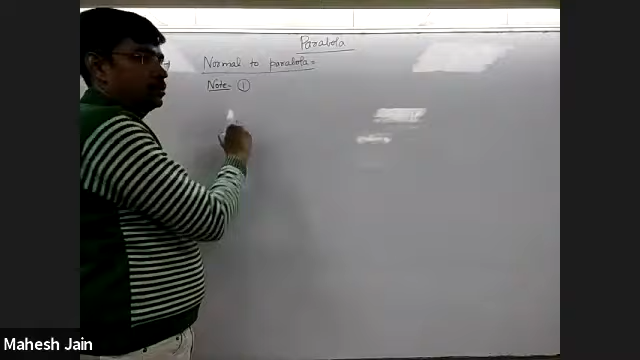 Parabola
Normal to parabola =
Note- ①
Mahesh Jain